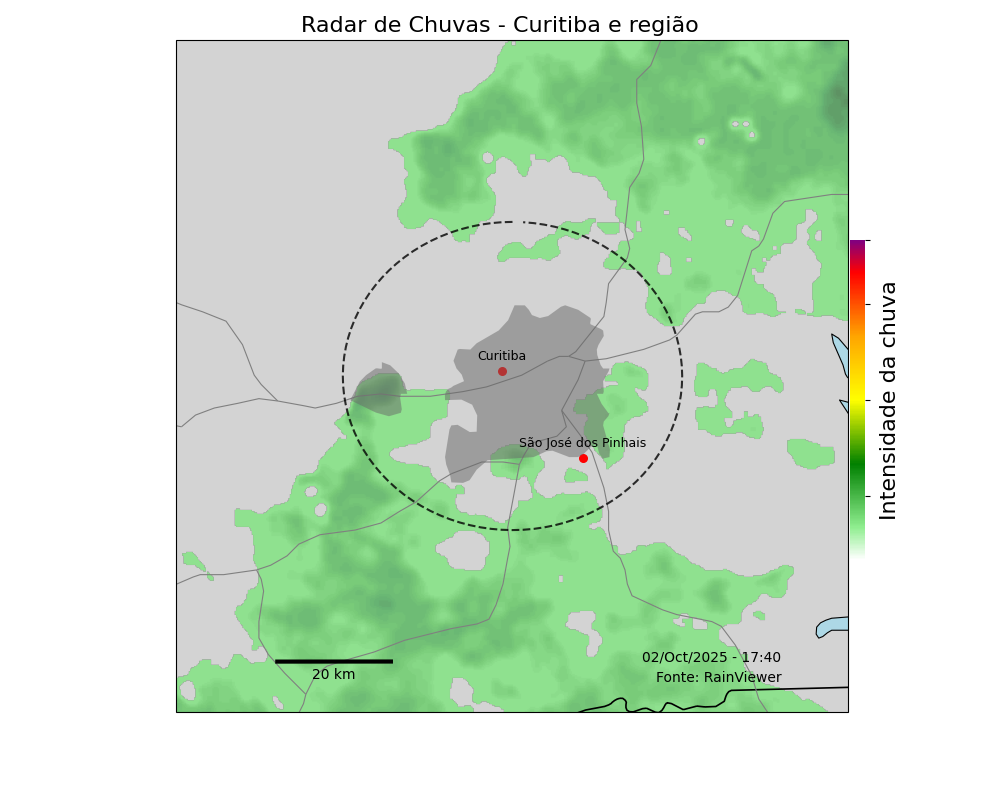 Radar de Chuvas - Curitiba e região
Curitiba
São José dos Pinhais
Intensidade da chuva
02/Oct/2025 - 17:40
Fonte: RainViewer
20 km